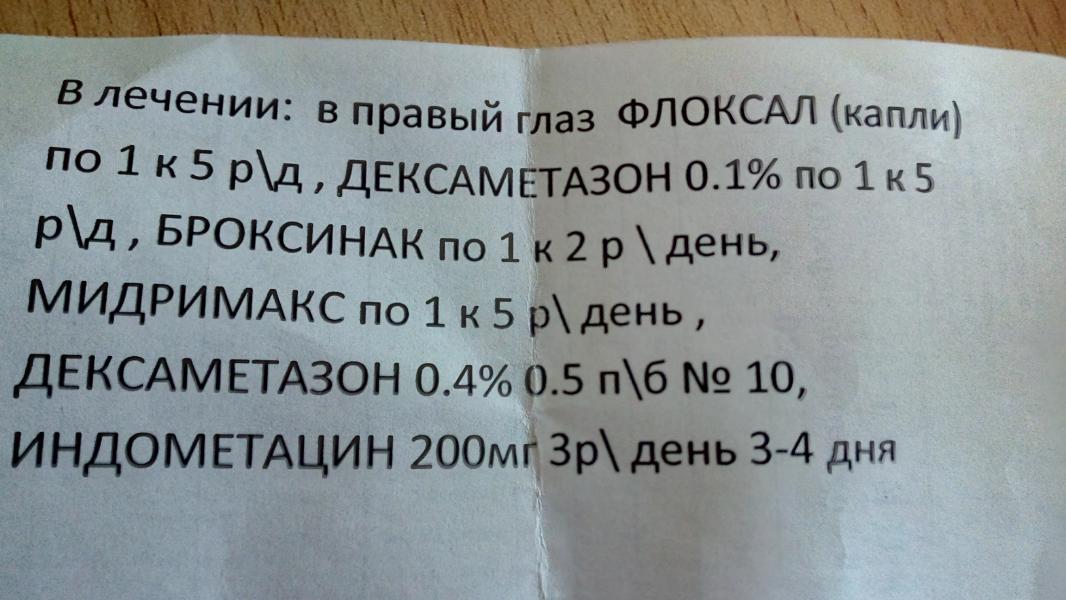 В лечении: в правый глаз ФЛОКСАЛ (капли)
по 1 к 5 р\д , ДЕКСАМЕТАЗОН 0.1% по 1 к 5
р\д , БРОКСИНАК по 1 к 2 р \ день,
МИДРИМАКС по 1 к 5 р\ день ,
ДЕКСАМЕТАЗОН 0.4% 0.5 п\б № 10,
ИНДОМЕТАЦИН 200мг 3р\ день 3-4 дня